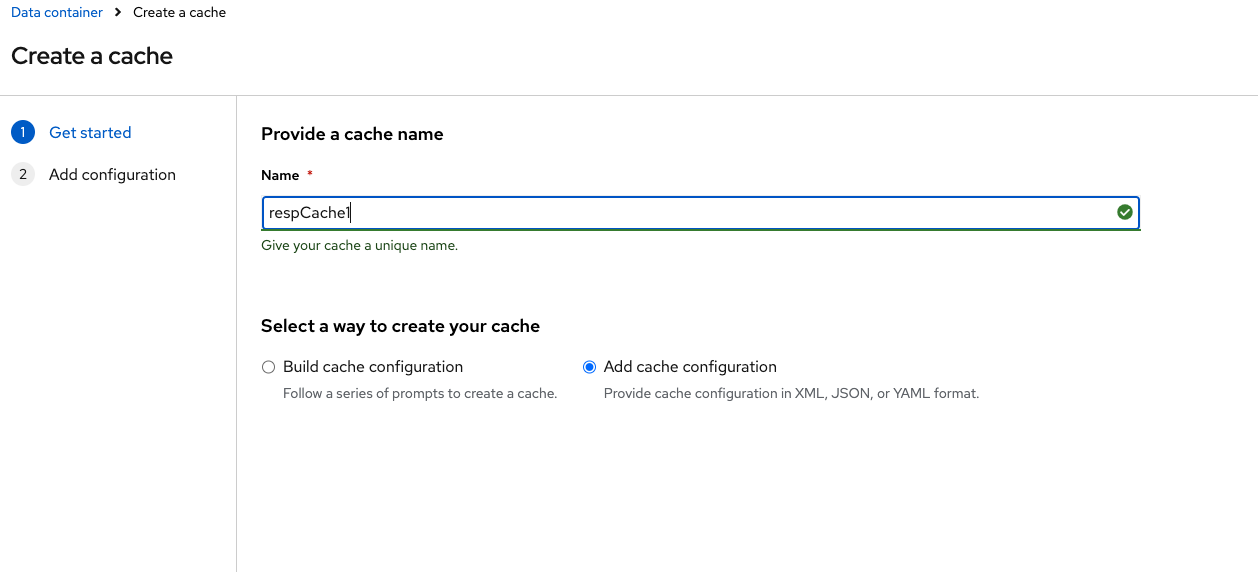 Data container > Create a cache
Create a cache
1 Get started
2 Add configuration
Provide a cache name
Name *
respCache1
Give your cache a unique name.
Select a way to create your cache
Build cache configuration
Follow a series of prompts to create a cache.
Add cache configuration
Provide cache configuration in XML, JSON, or YAML format.